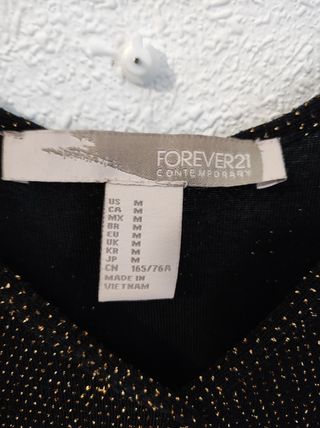 FOREVER21
CONTEMPORARY
US M
CA M
MX M
BR M
EU M
UK M
KR M
JP M
CN 165/76A
MADE IN
VIETNAM